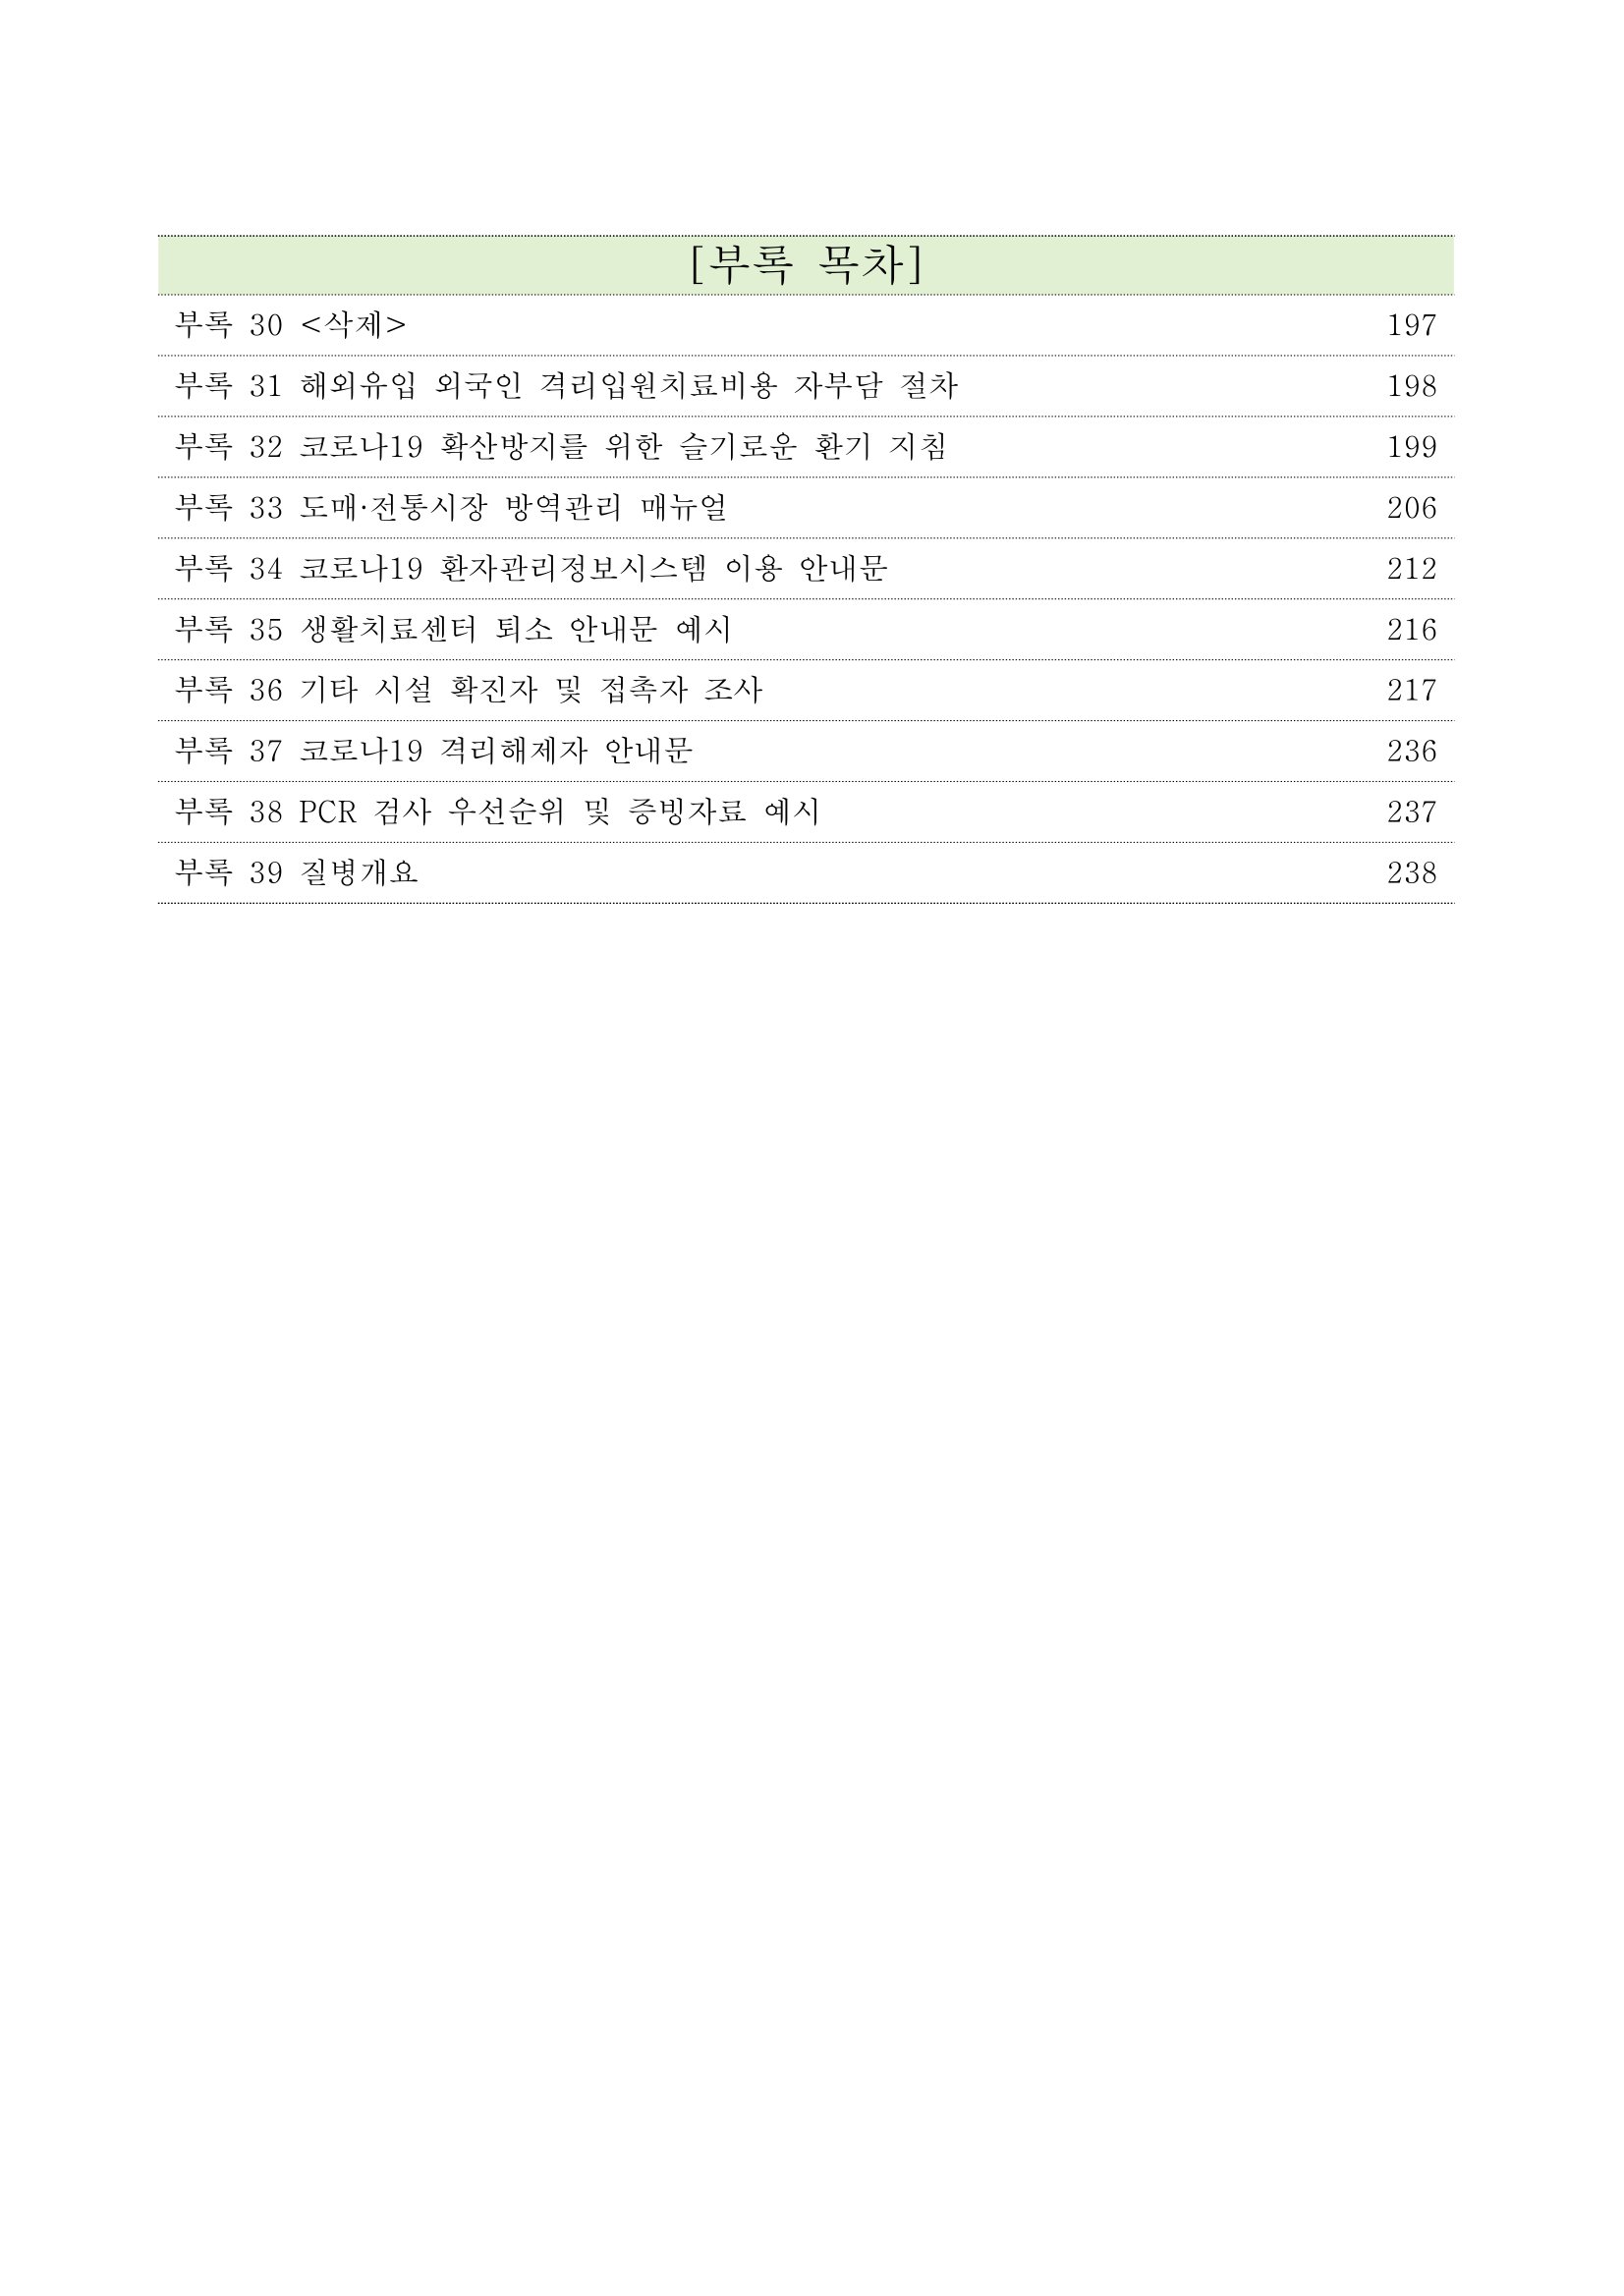 [부록 목차]
부록 30 <삭제> 197
부록 31 해외유입 외국인 격리입원치료비용 자부담 절차 198
부록 32 코로나19 확산방지를 위한 슬기로운 환기 지침 199
부록 33 도매·전통시장 방역관리 매뉴얼 206
부록 34 코로나19 환자관리정보시스템 이용 안내문 212
부록 35 생활치료센터 퇴소 안내문 예시 216
부록 36 기타 시설 확진자 및 접촉자 조사 217
부록 37 코로나19 격리해제자 안내문 236
부록 38 PCR 검사 우선순위 및 증빙자료 예시 237
부록 39 질병개요 238